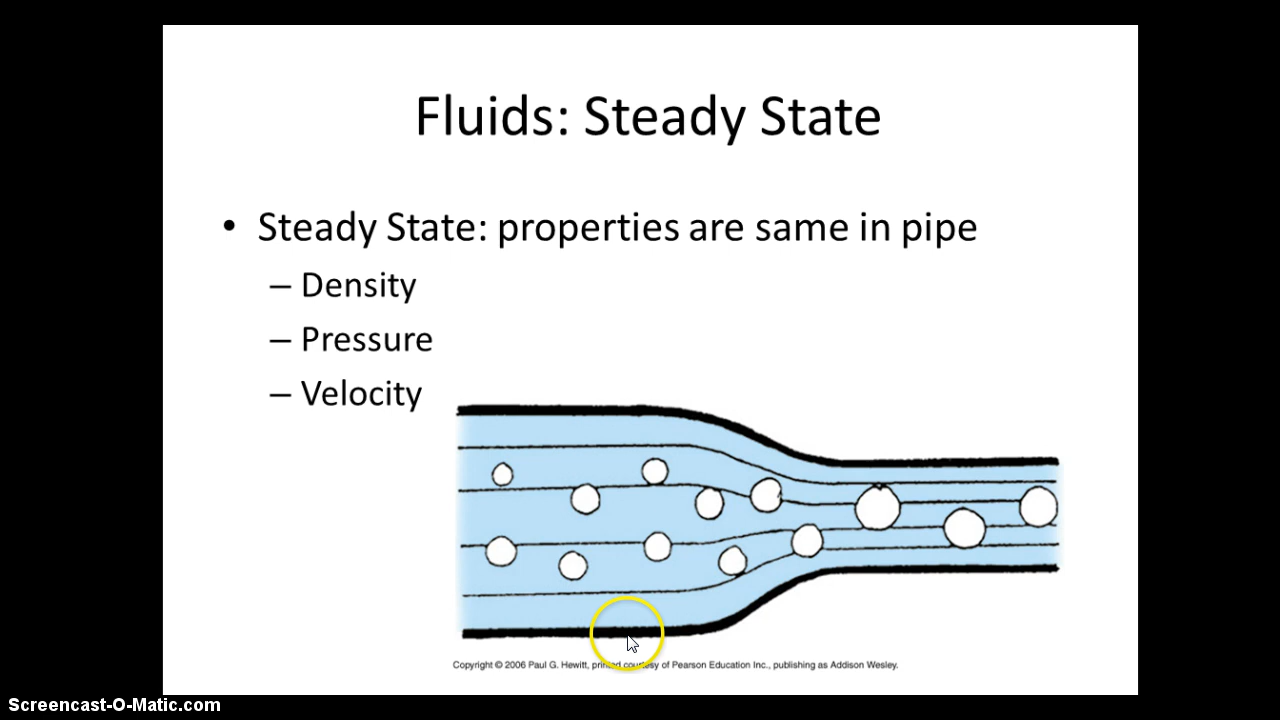 Fluids: Steady State
• Steady State: properties are same in pipe
– Density
– Pressure
– Velocity
Copyright © 2006 Paul G. Hewitt, printed courtesy of Pearson Education Inc., publishing as Addison Wesley.
Screencast-O-Matic.com